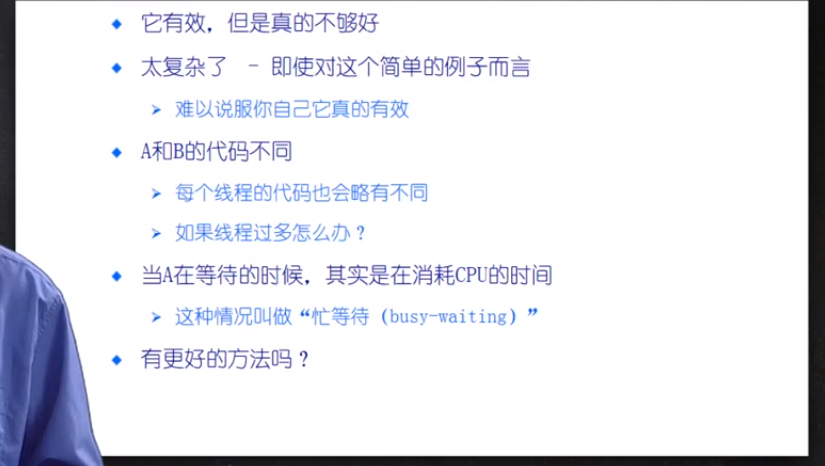 它有效，但是真的不够好
太复杂了 - 即使对这个简单的例子而言
难以说服你自己它真的有效
A和B的代码不同
每个线程的代码也会略有不同
如果线程过多怎么办？
当A在等待的时候，其实是在消耗CPU的时间
这种情况叫做“忙等待（busy-waiting）”
有更好的方法吗？